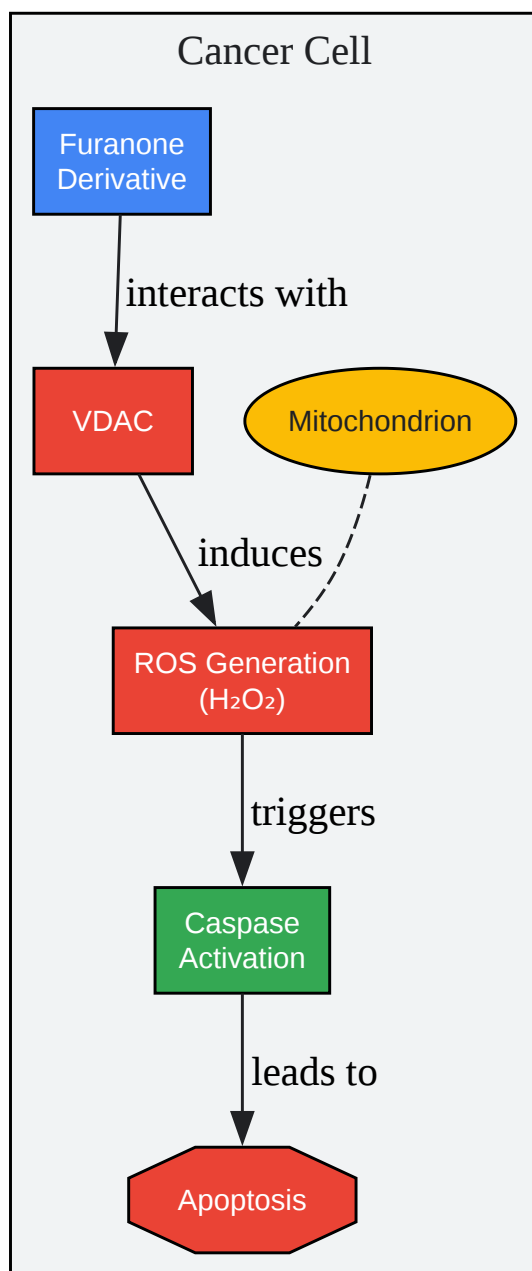 Cancer Cell
Furanone
Derivative
interacts with
VDAC
Mitochondrion
induces
ROS Generation
(H₂O₂)
triggers
Caspase
Activation
leads to
Apoptosis